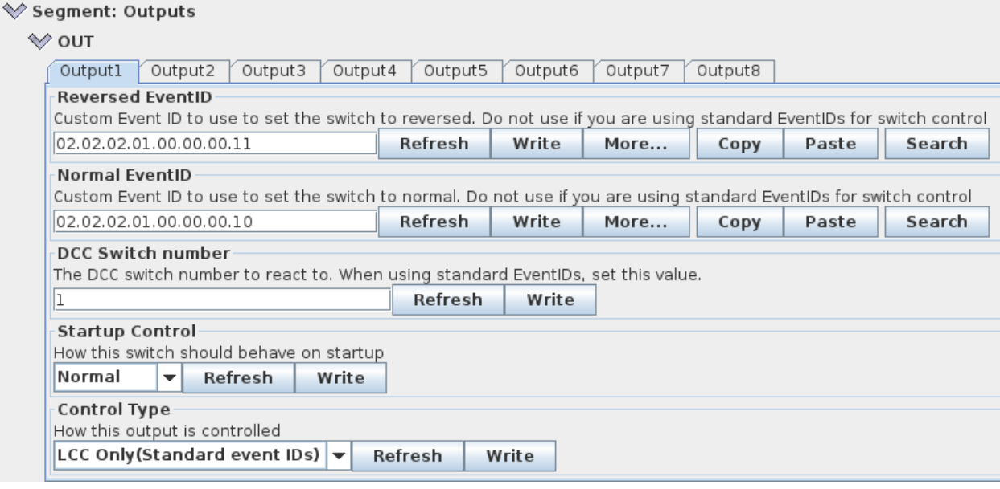 Segment: Outputs
OUT
Output1 Output2 Output3 Output4 Output5 Output6 Output7 Output8
Reversed EventID
Custom Event ID to use to set the switch to reversed. Do not use if you are using standard EventIDs for switch control
02.02.02.01.00.00.00.11 Refresh Write More... Copy Paste Search
Normal EventID
Custom Event ID to use to set the switch to normal. Do not use if you are using standard EventIDs for switch control
02.02.02.01.00.00.00.10 Refresh Write More... Copy Paste Search
DCC Switch number
The DCC switch number to react to. When using standard EventIDs, set this value.
1 Refresh Write
Startup Control
How this switch should behave on startup
Normal Refresh Write
Control Type
How this output is controlled
LCC Only(Standard event IDs) Refresh Write